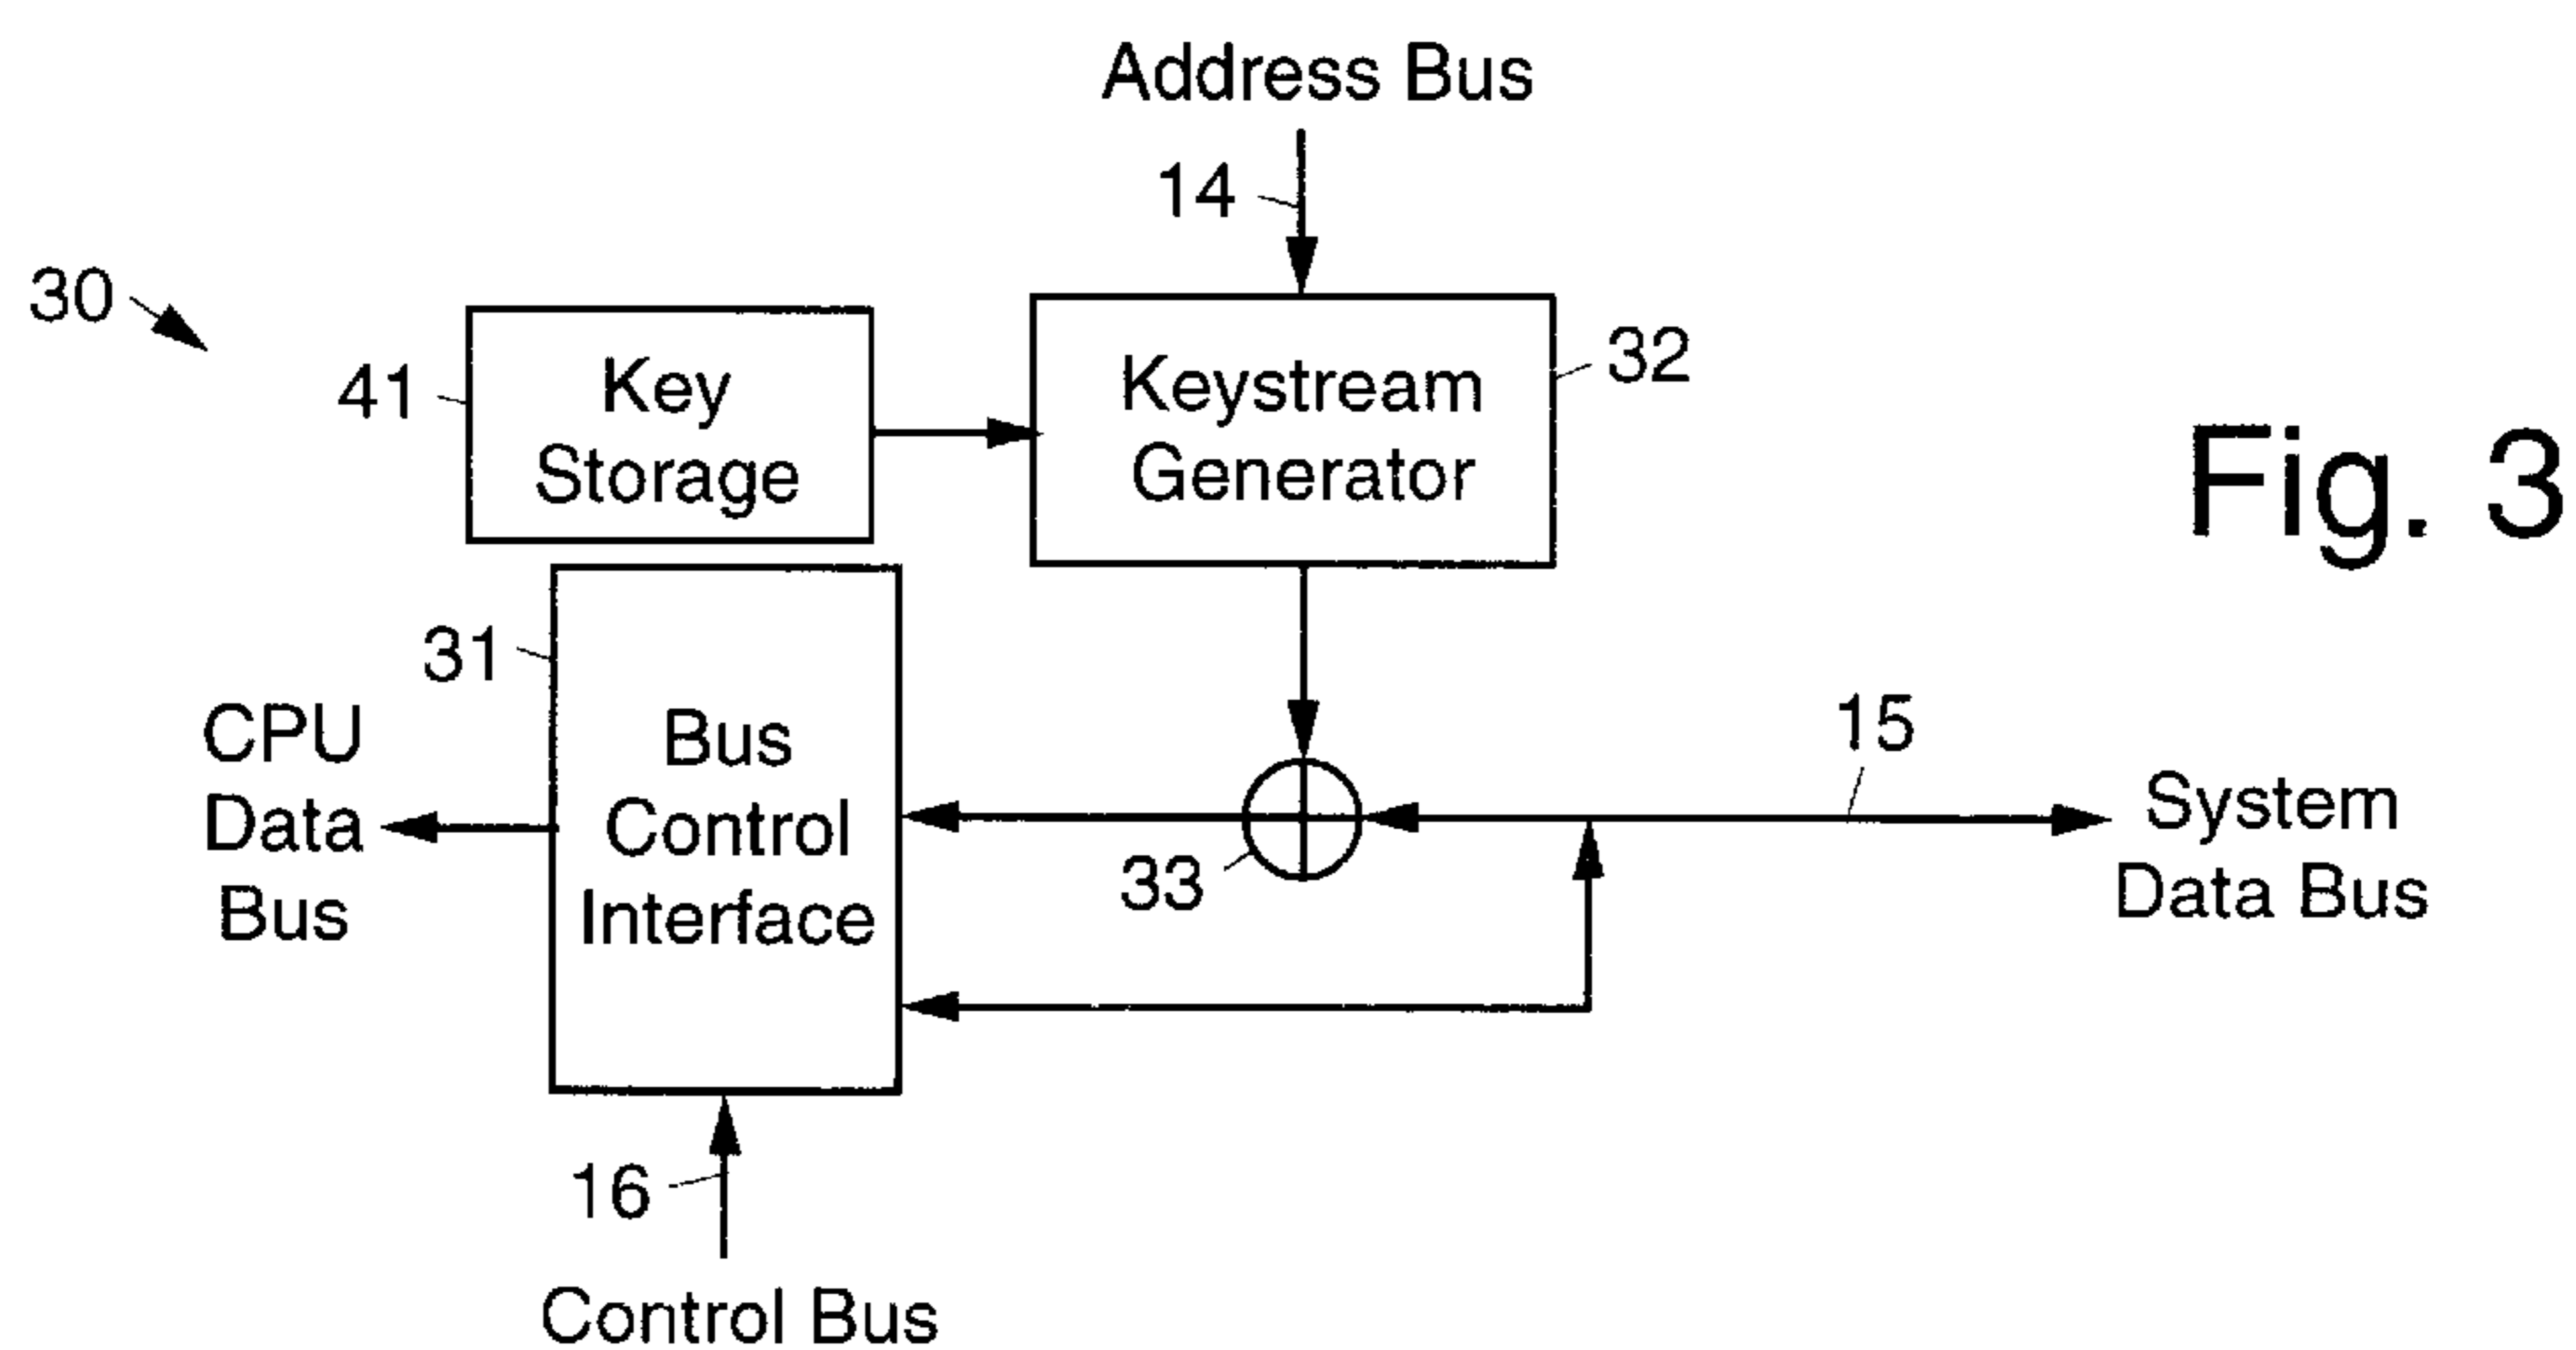 Address Bus
14
30
41
Key
Storage
Keystream
Generator
32
Fig. 3
31
CPU
Data
Bus
Bus
Control
Interface
33
15
System
Data Bus
16
Control Bus